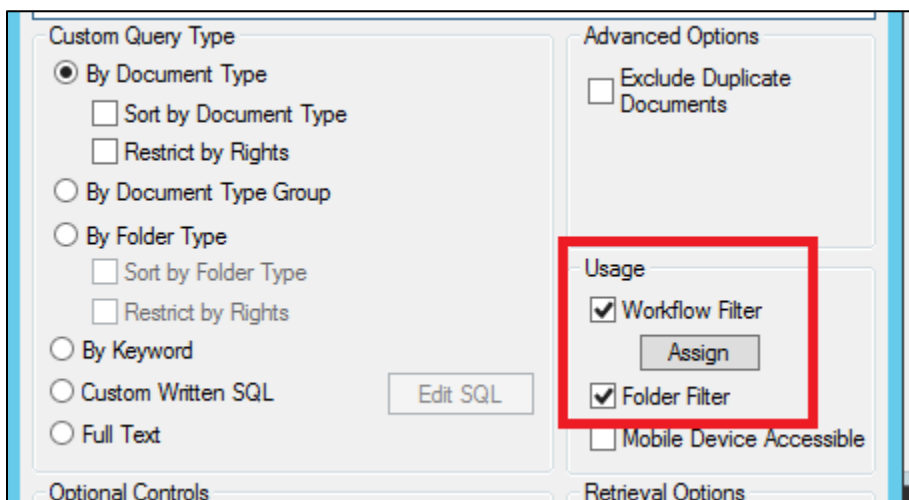 Custom Query Type
By Document Type
Sort by Document Type
Restrict by Rights
By Document Type Group
By Folder Type
Sort by Folder Type
Restrict by Rights
By Keyword
Custom Written SQL
Edit SQL
Full Text
Advanced Options
Exclude Duplicate
Documents
Usage
Workflow Filter
Assign
Folder Filter
Mobile Device Accessible
Optional Controls
Retrieval Options